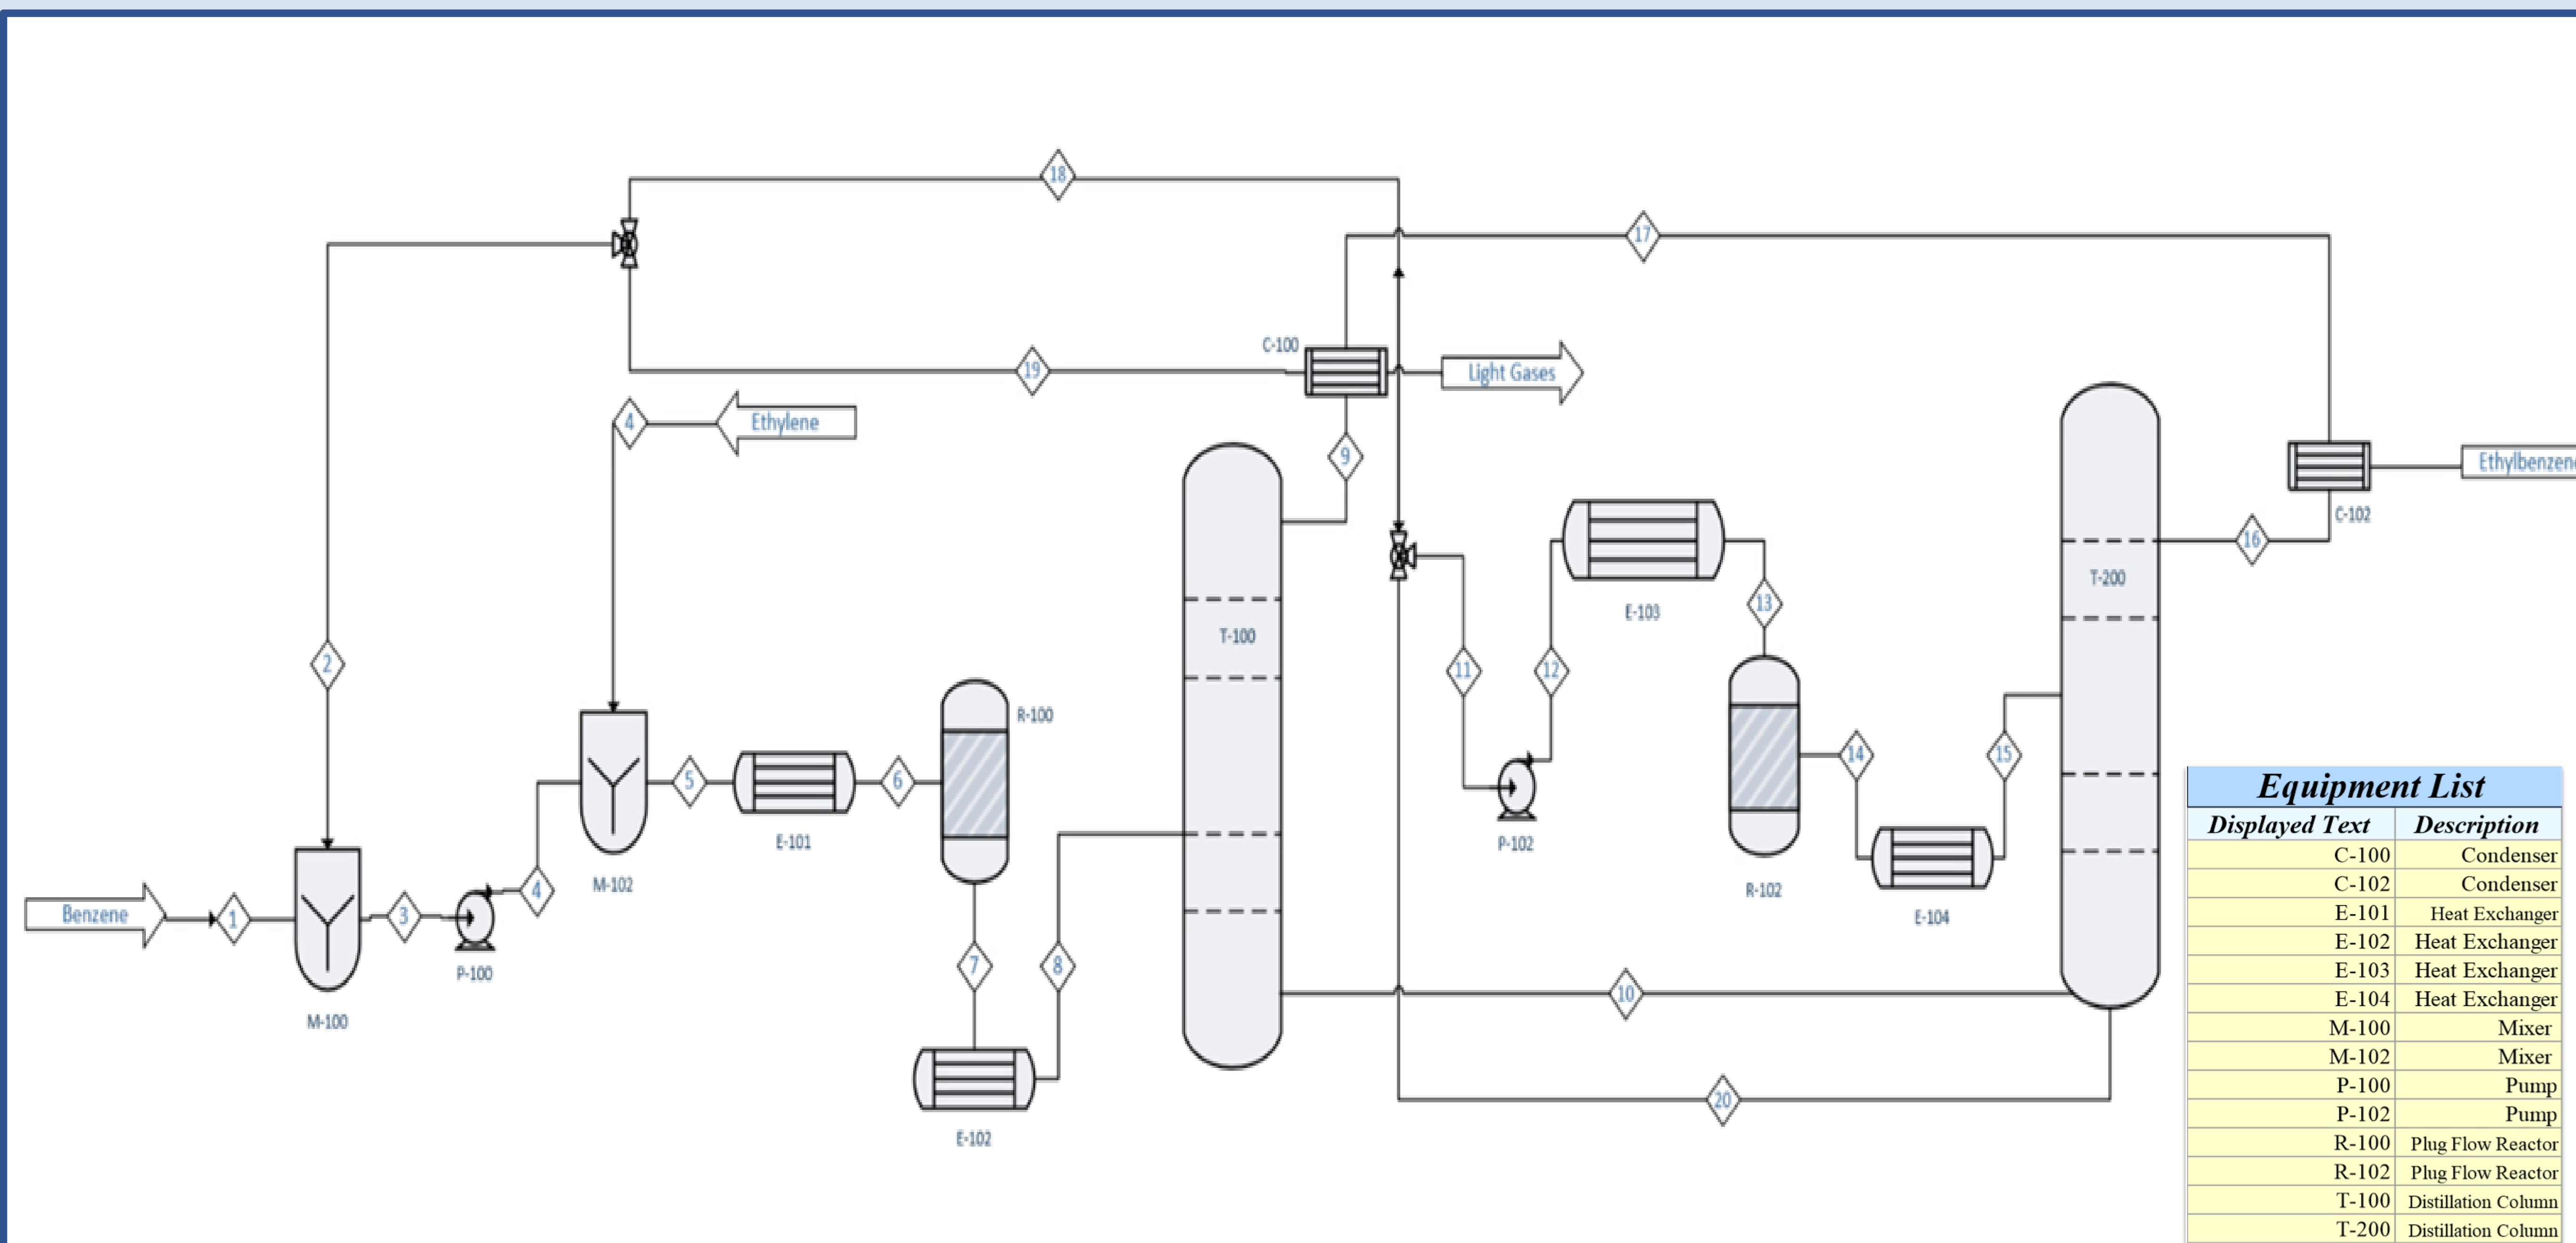 18
17
C-100
19
Light Gases
4
Ethylene
9
Ethylbenzene
C-102
16
T-200
E-103
13
T-100
2
11
12
R-100
14
15
5
6
E-101
P-102
M-102
R-102
E-104
Benzene
1
3
4
P-100
7
8
10
M-100
20
E-102
Equipment List
Displayed Text Description
C-100 Condenser
C-102 Condenser
E-101 Heat Exchanger
E-102 Heat Exchanger
E-103 Heat Exchanger
E-104 Heat Exchanger
M-100 Mixer
M-102 Mixer
P-100 Pump
P-102 Pump
R-100 Plug Flow Reactor
R-102 Plug Flow Reactor
T-100 Distillation Column
T-200 Distillation Column